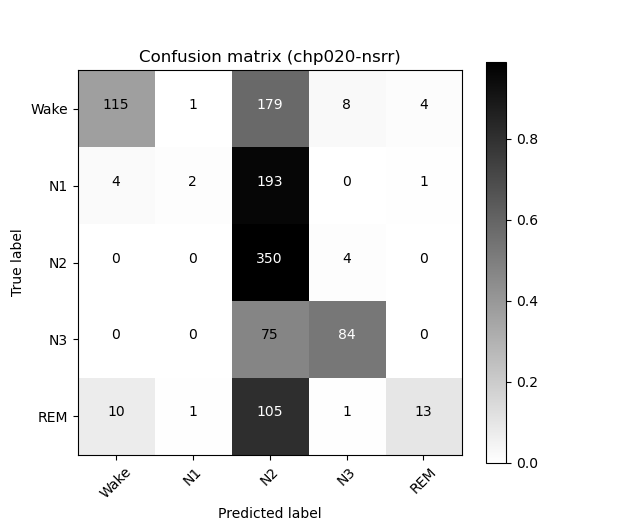 Confusion matrix (chp020-nsrr)
Wake 115 1 179 8 4
N1 4 2 193 0 1
N2 0 0 350 4 0
N3 0 0 75 84 0
REM 10 1 105 1 13
Wake N1 N2 N3 REM
True label
Predicted label
0.8
0.6
0.4
0.2
0.0